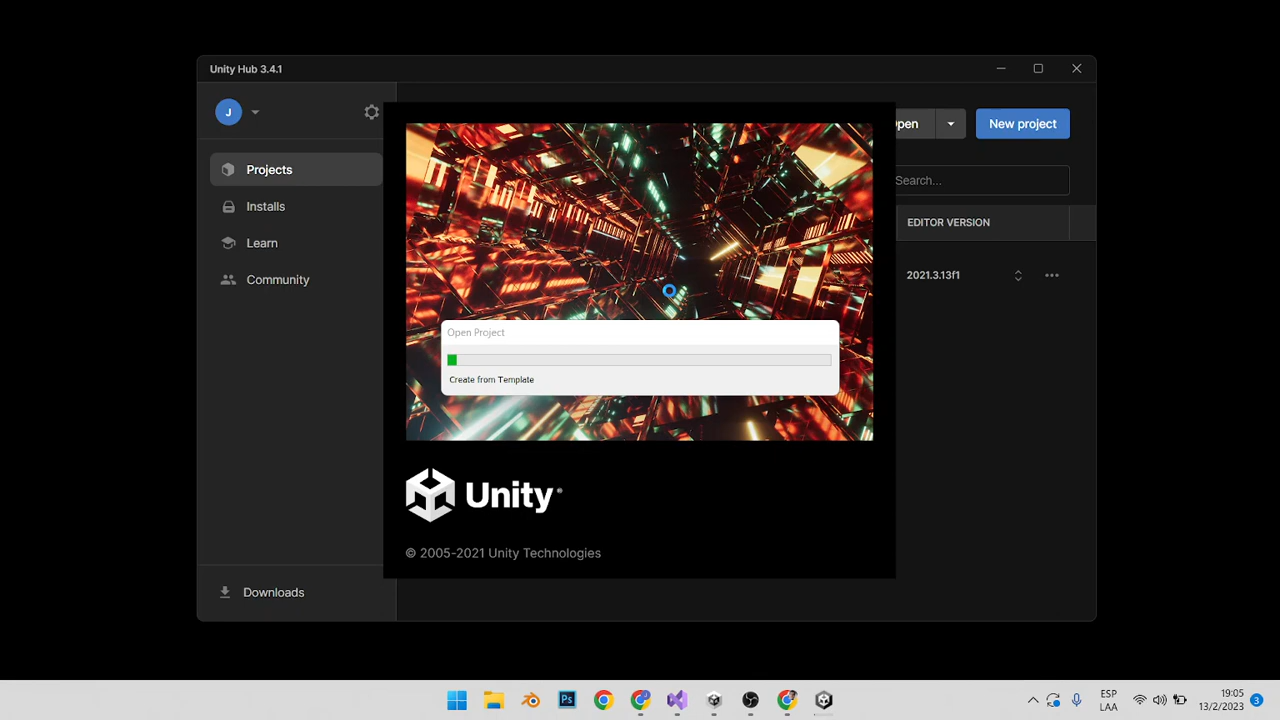 Unity Hub 3.4.1
J
pen
New project
Projects
Search...
Installs
EDITOR VERSION
Learn
Community
2021.3.13f1
Open Project
Create from Template
Unity
© 2005-2021 Unity Technologies
Downloads
Ps
ESP
LAA
19:05
13/2/2023
3